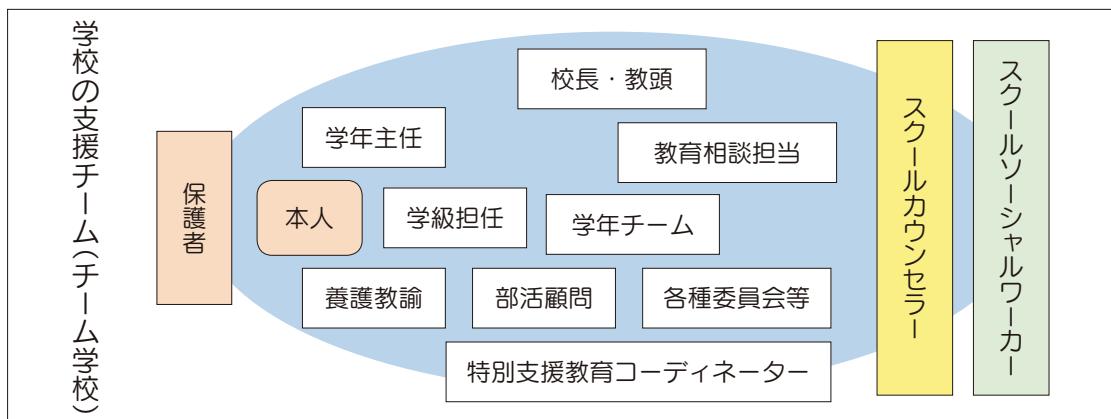 学校の支援チーム(チーム学校)
保護者
本人
学年主任
校長・教頭
教育相談担当
学級担任
学年チーム
養護教諭
部活顧問
各種委員会等
特別支援教育コーディネーター
スクールカウンセラー
スクールソーシャルワーカー